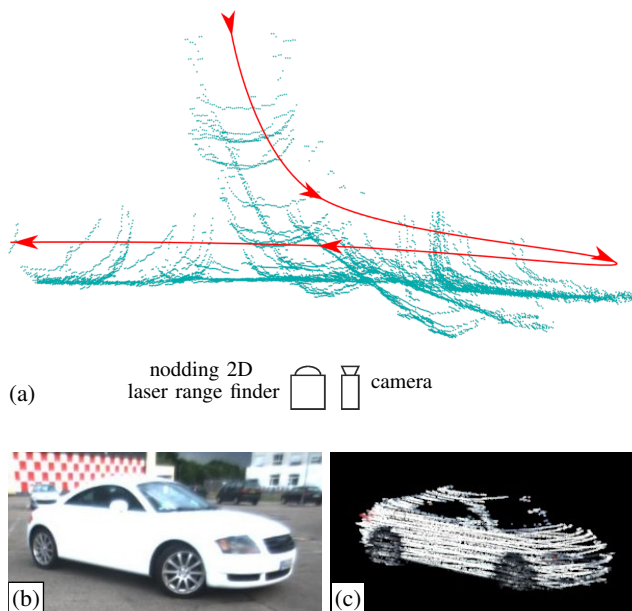 nodding 2D
laser range finder
camera
(a)
(b)
(c)